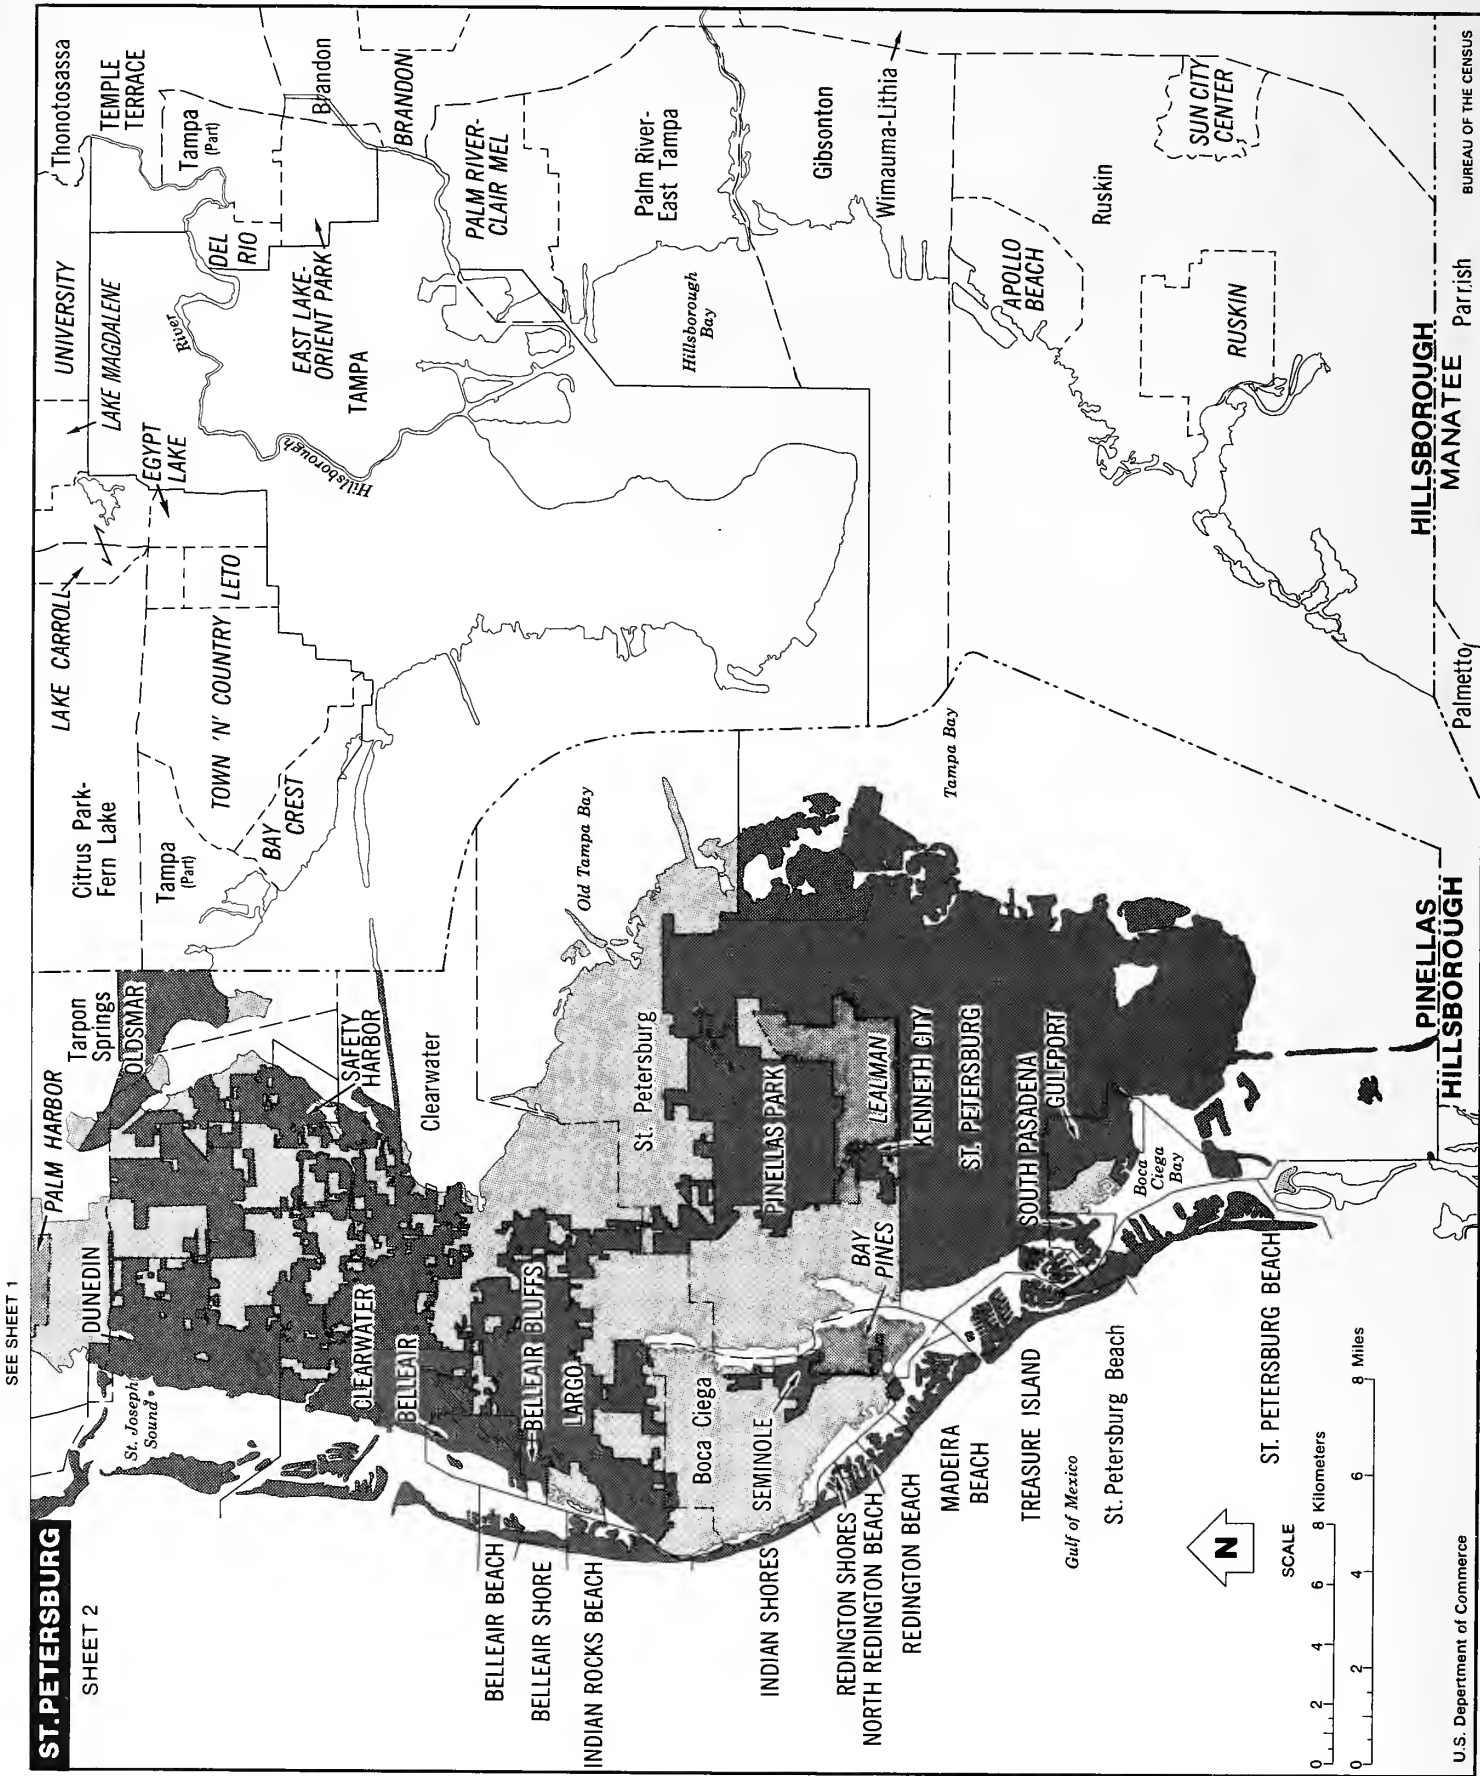 SEE SHEET 1
ST. PETERSBURG
SHEET 2
PALM HARBOR
Tarpon
Springs
OLDSMAR
DUNEDIN
St. Joseph
Sound
SAFETY
HARBOR
CLEARWATER
Clearwater
BELLEAIR
BELLEAIR BLUFFS
LARGO
BELLEAIR BEACH
BELLEAIR SHORE
INDIAN ROCKS BEACH
Boca Ciega
SEMINOLE
St. Petersburg
PINELLAS PARK
LEALMAN
KENNETH CITY
ST. PETERSBURG
SOUTH PASADENA
GULFPORT
BAY
PINES
Boca
Ciega
Bay
INDIAN SHORES
REDINGTON SHORES
NORTH REDINGTON BEACH
REDINGTON BEACH
MADEIRA
BEACH
TREASURE ISLAND
Gulf of Mexico
St. Petersburg Beach
ST. PETERSBURG BEACH
Citrus Park-
Fern Lake
LAKE CARROLL
LAKE MAGDALENE
UNIVERSITY
Thonotosassa
TEMPLE
TERRACE
Tampa
(Part)
Tampa
(Part)
BAY
CREST
TOWN 'N' COUNTRY
LETO
EGYPT
LAKE
River
Hillsborough
DEL
RIO
EAST LAKE-
ORIENT PARK
TAMPA
Brandon
BRANDON
PALM RIVER-
CLAIR MEL
Palm River-
East Tampa
Hillsborough
Bay
Gibsonton
Wimauma-Lithia
Old Tampa Bay
Tampa Bay
APOLLO
BEACH
Ruskin
RUSKIN
SUN CITY
CENTER
PINELLAS
HILLSBOROUGH
HILLSBOROUGH
MANATEE
Palmetto
Parrish
N
SCALE
0 2 4 6 8 Kilometers
0 2 4 6 8 Miles
U.S. Department of Commerce
BUREAU OF THE CENSUS